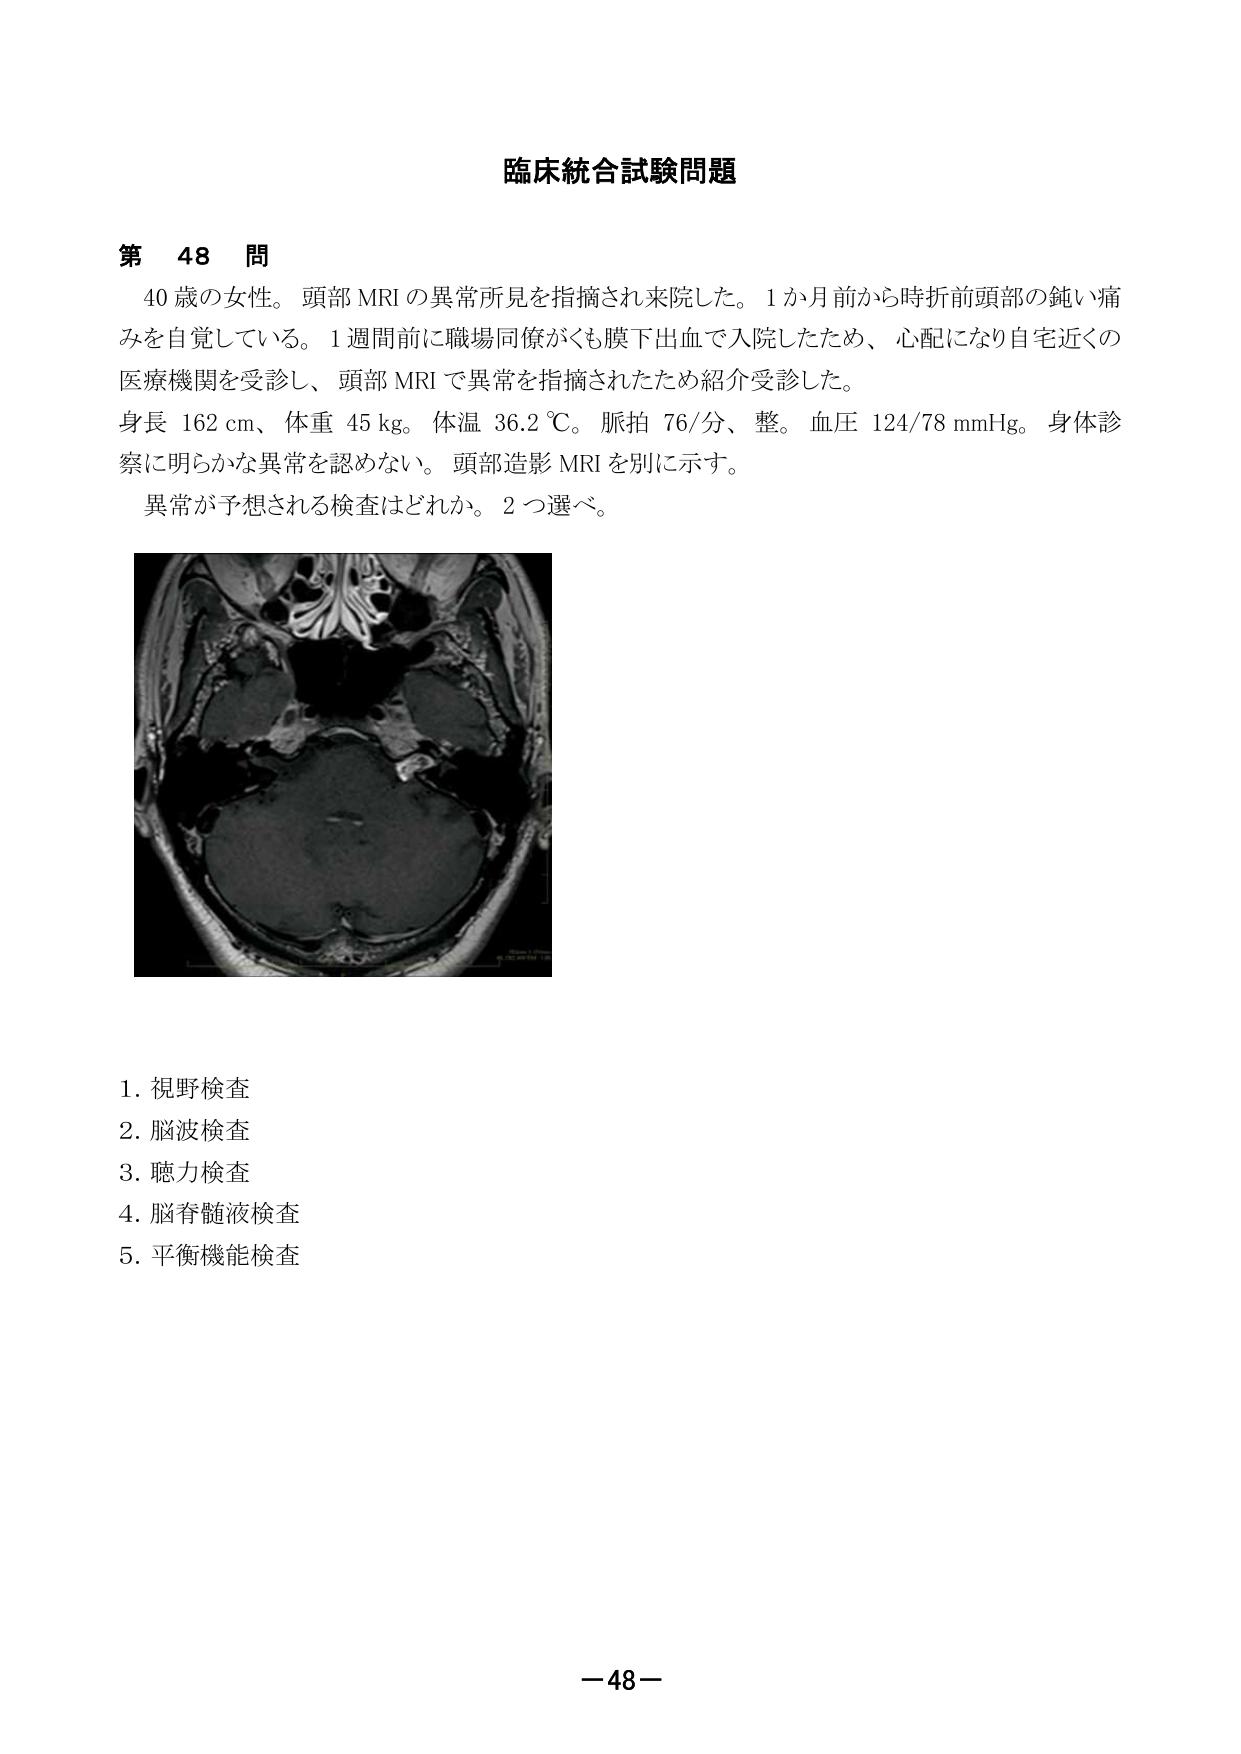 臨床統合試験問題
第 48 問
40 歳の女性。 頭部 MRI の異常所見を指摘され来院した。 1 か月前から時折前頭部の鈍い痛
みを自覚している。 1 週間前に職場同僚がくも膜下出血で入院したため、 心配になり自宅近くの
医療機関を受診し、 頭部 MRI で異常を指摘されたため紹介受診した。
身長 162 cm、 体重 45 kg。 体温 36.2 ℃。 脈拍 76/分、 整。 血圧 124/78 mmHg。 身体診
察に明らかな異常を認めない。 頭部造影 MRI を別に示す。
異常が予想される検査はどれか。 2 つ選べ。
1. 視野検査
2. 脳波検査
3. 聴力検査
4. 脳脊髄液検査
5. 平衡機能検査
―48―